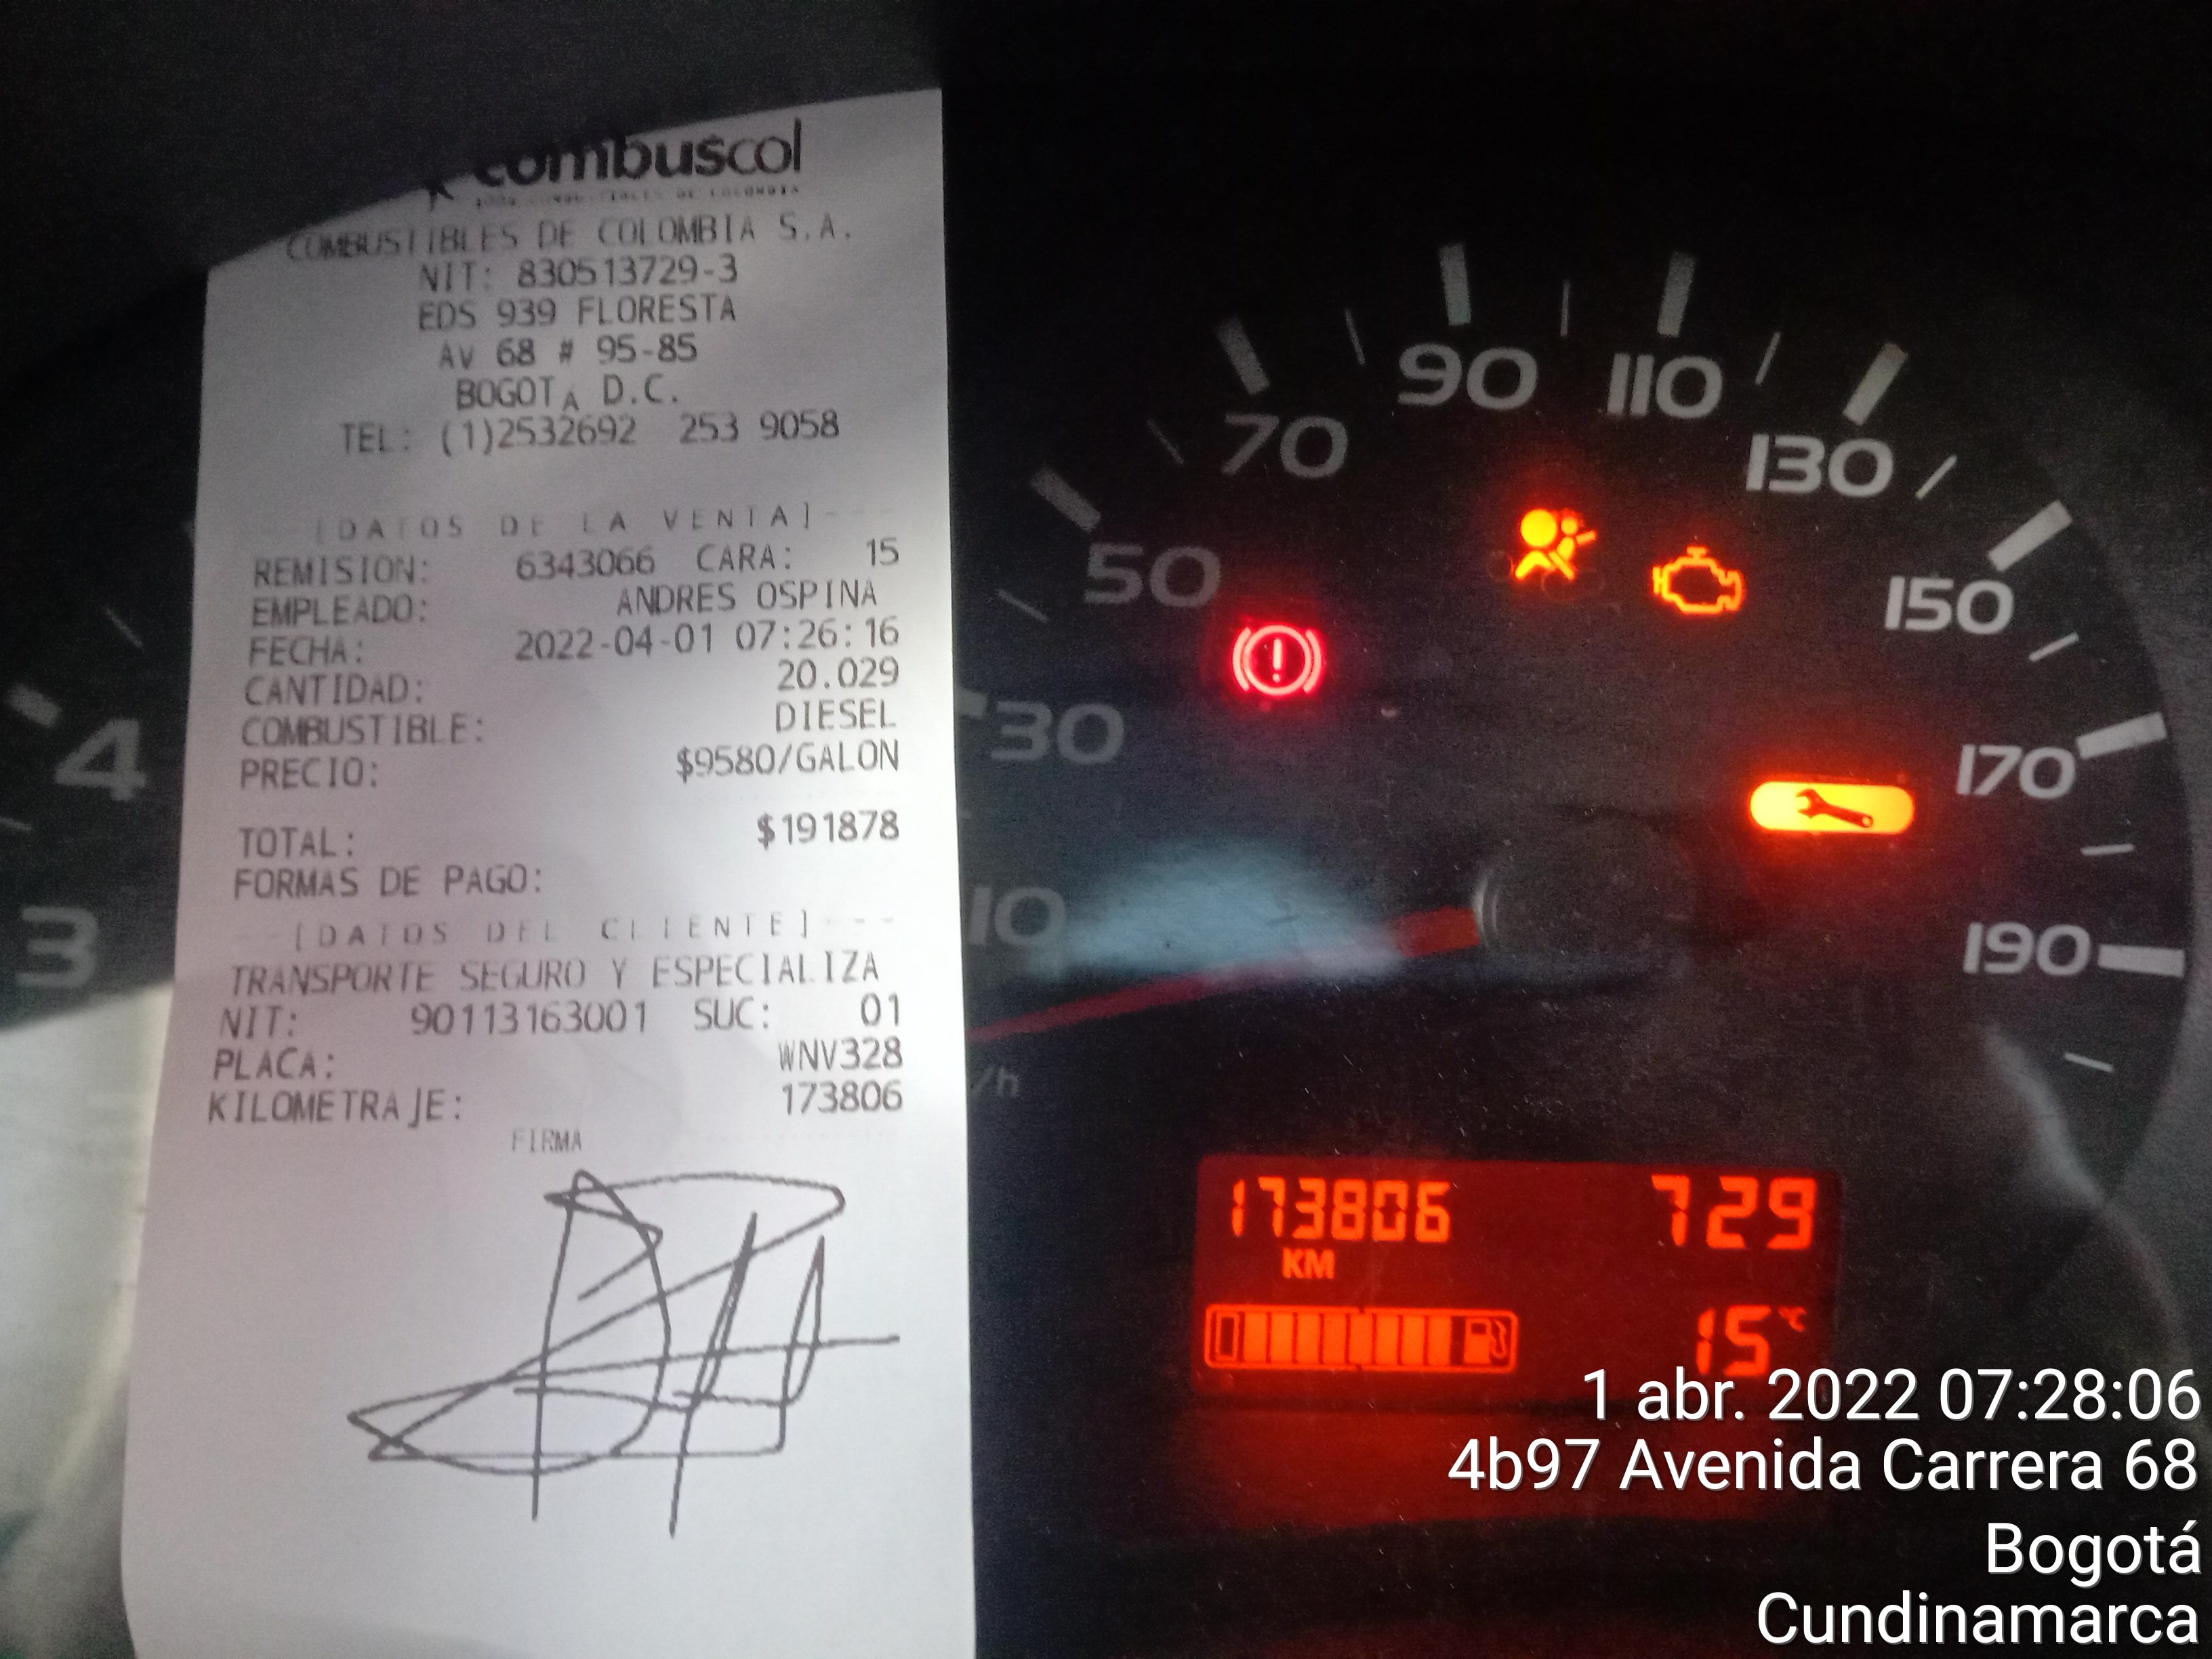 combuscol
COMBUSTIBLES DE COLOMBIA S.A.
NIT: 830513729-3
EDS 939 FLORESTA
AV 68 # 95-85
BOGOTA D.C.
TEL: (1)2532692 253 9058
[DATOS DE LA VENTA]
REMISION: 6343066 CARA: 15
EMPLEADO: ANDRES OSPINA
FECHA: 2022-04-01 07:26:16
CANTIDAD: 20.029
COMBUSTIBLE: DIESEL
PRECIO: $9580/GALON
TOTAL: $191878
FORMAS DE PAGO:
[DATOS DEL CLIENTE]
TRANSPORTE SEGURO Y ESPECIALIZA
NIT: 90113163001 SUC: 01
PLACA: WNV328
KILOMETRAJE: 173806
FIRMA
4
3
10
30
50
70
90
110
130
150
170
190
/h
173806 729
KM
15 °C
1 abr. 2022 07:28:06
4b97 Avenida Carrera 68
Bogotá
Cundinamarca